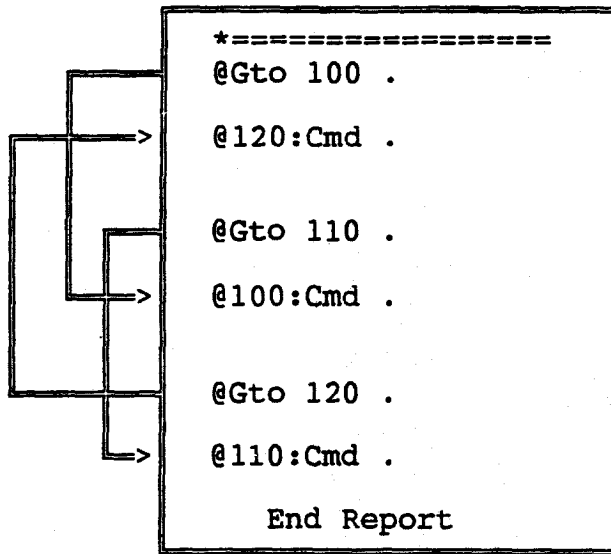 *=================
@Gto 100 .
@120:Cmd .
@Gto 110 .
@100:Cmd .
@Gto 120 .
@110:Cmd .
End Report